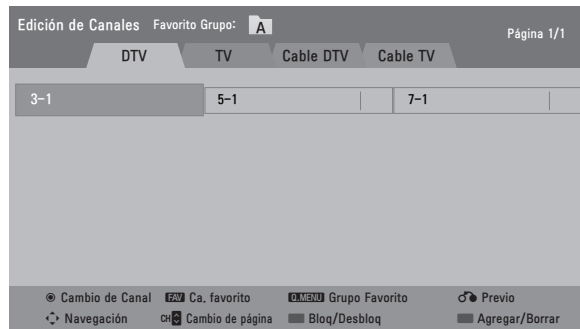 Edición de Canales Favorito Grupo: A Página 1/1
DTV TV Cable DTV Cable TV
3-1 5-1 7-1
Cambio de Canal FAV Ca. favorito Q.MENU Grupo Favorito Previo
Navegación CH Cambio de página Bloq/Desbloq Agregar/Borrar